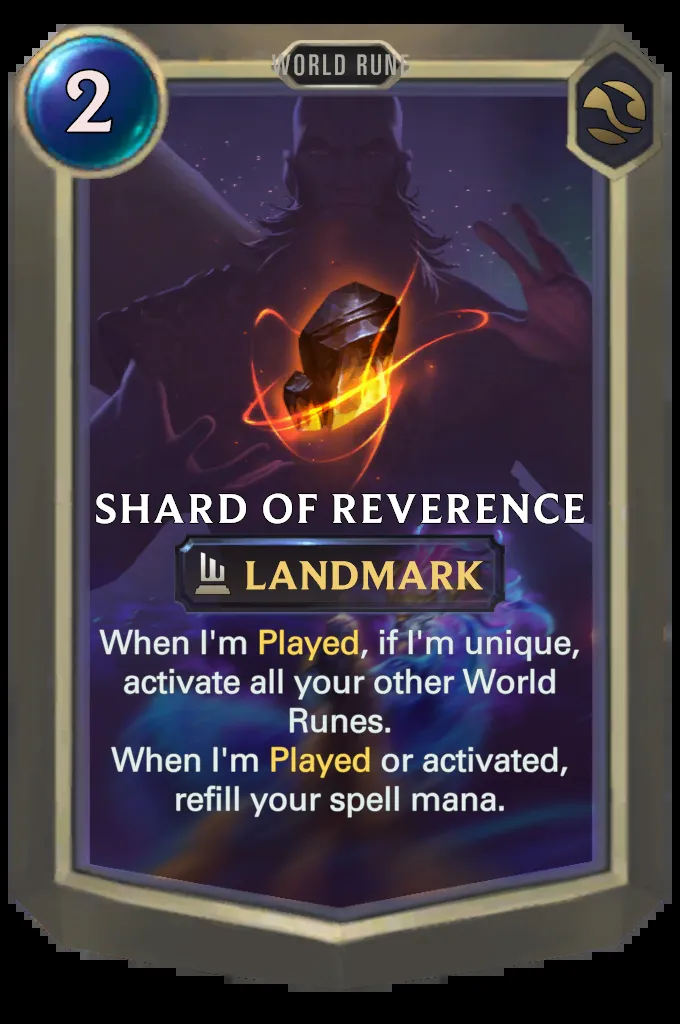 2
WORLD RUNE
SHARD OF REVERENCE
LANDMARK
When I'm Played, if I'm unique,
activate all your other World
Runes.
When I'm Played or activated,
refill your spell mana.